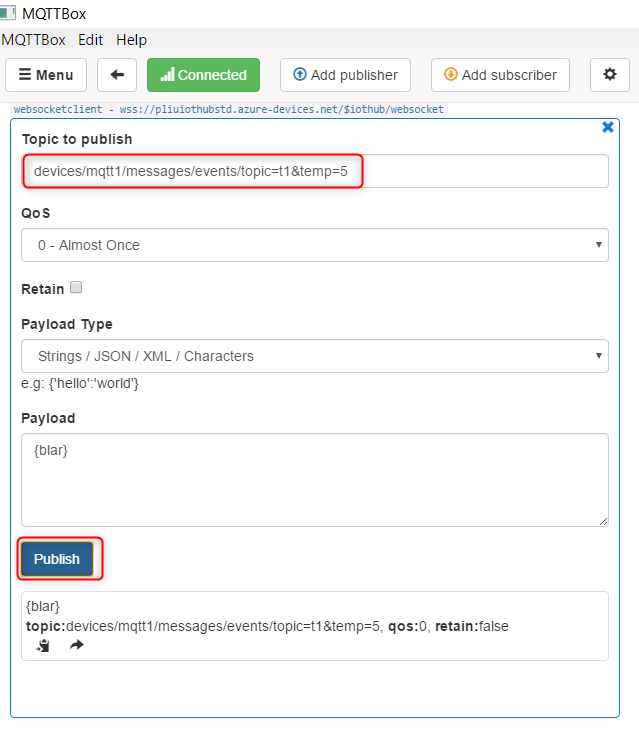 MQTTBox
MQTTBox Edit Help
Menu Connected Add publisher Add subscriber
websocketclient - wss://pliuiothubstd.azure-devices.net/$iothub/websocket
Topic to publish
devices/mqtt1/messages/events/topic=t1&temp=5
QoS
0 - Almost Once
Retain
Payload Type
Strings / JSON / XML / Characters
e.g: {'hello':'world'}
Payload
{blar}
Publish
{blar}
topic:devices/mqtt1/messages/events/topic=t1&temp=5, qos:0, retain:false